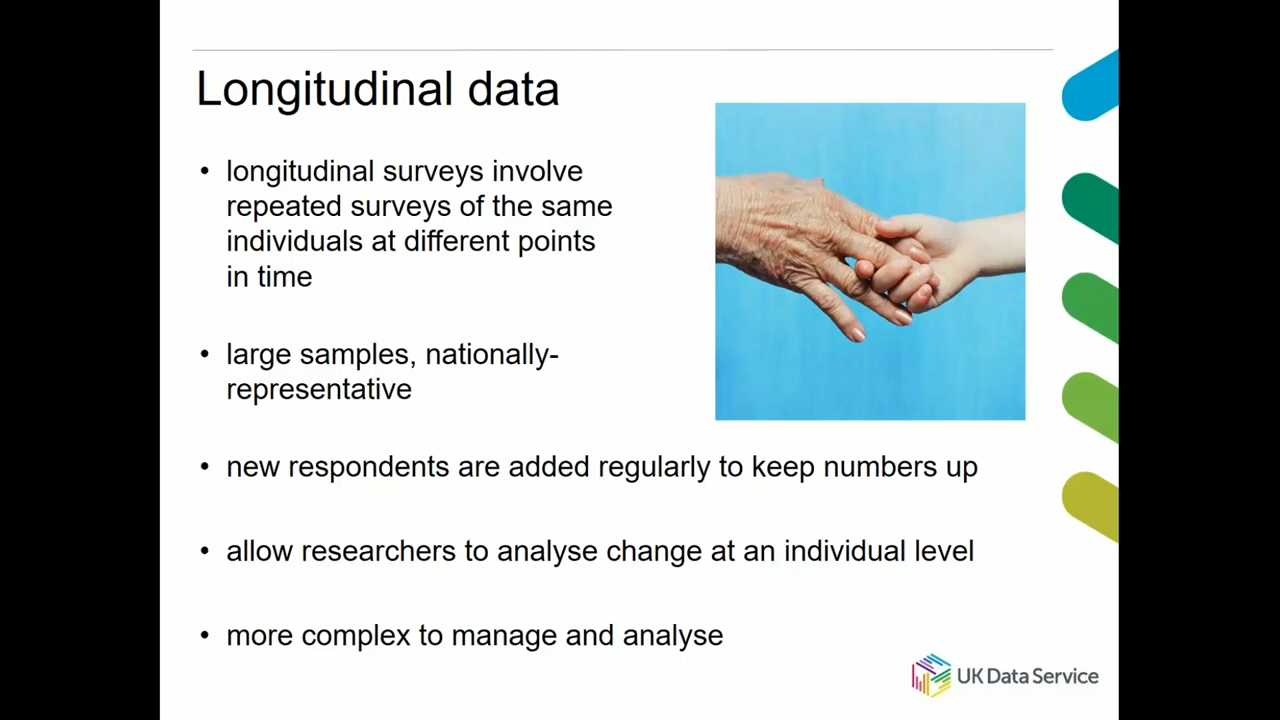 Longitudinal data
• longitudinal surveys involve
repeated surveys of the same
individuals at different points
in time
• large samples, nationally-
representative
• new respondents are added regularly to keep numbers up
• allow researchers to analyse change at an individual level
• more complex to manage and analyse
UK Data Service